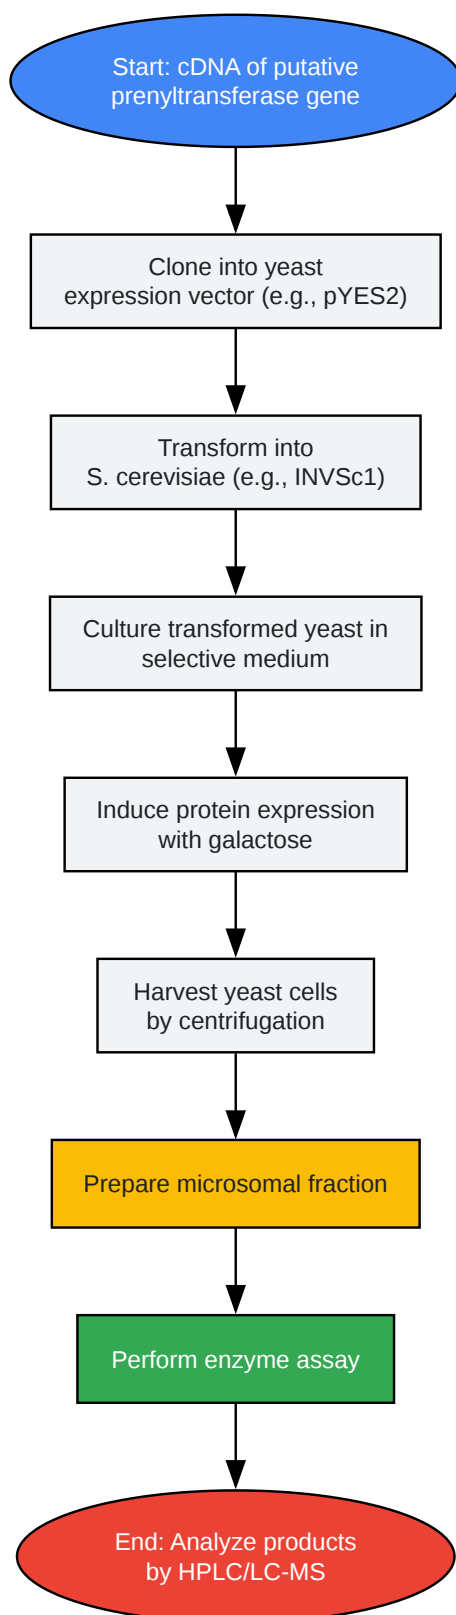 Start: cDNA of putative
prenyltransferase gene
Clone into yeast
expression vector (e.g., pYES2)
Transform into
S. cerevisiae (e.g., INVSc1)
Culture transformed yeast in
selective medium
Induce protein expression
with galactose
Harvest yeast cells
by centrifugation
Prepare microsomal fraction
Perform enzyme assay
End: Analyze products
by HPLC/LC-MS